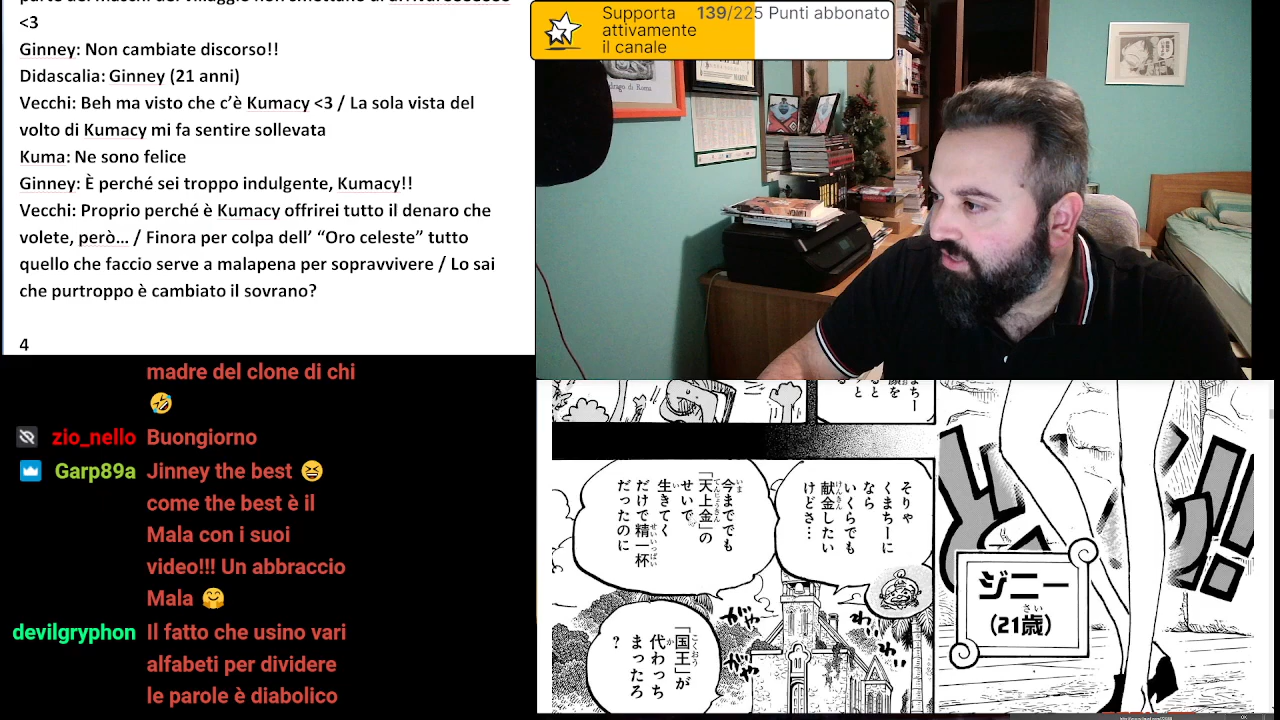 <3
Ginney: Non cambiate discorso!!
Didascalia: Ginney (21 anni)
Vecchi: Beh ma visto che c’è Kumacy <3 / La sola vista del
volto di Kumacy mi fa sentire sollevata
Kuma: Ne sono felice
Ginney: È perché sei troppo indulgente, Kumacy!!
Vecchi: Proprio perché è Kumacy offrirei tutto il denaro che
volete, però… / Finora per colpa dell’ “Oro celeste” tutto
quello che faccio serve a malapena per sopravvivere / Lo sai
che purtroppo è cambiato il sovrano?
4
madre del clone di chi
🤣
zio_nello Buongiorno
Garp89a Jinney the best 😆
come the best è il
Mala con i suoi
video!!! Un abbraccio
Mala 🤗
devilgryphon Il fatto che usino vari
alfabeti per dividere
le parole è diabolico
Supporta
attivamente
il canale
139/225 Punti abbonato
そりゃ
くまちーに
なら
いくらでも
献金したい
けどさ…
今まででも
「天上金」の
せいで
生きてく
だけで精一杯
だったのに
「国王」が
代わっち
まったろ
?
ジニー
(21歳)